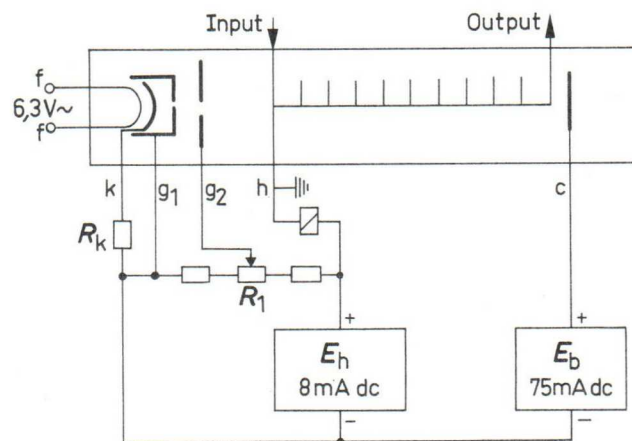 Input Output
f
6,3V~
f
k g1 g2 h c
Rk
R1
+ +
Eh Eb
8mA dc 75mA dc
− −